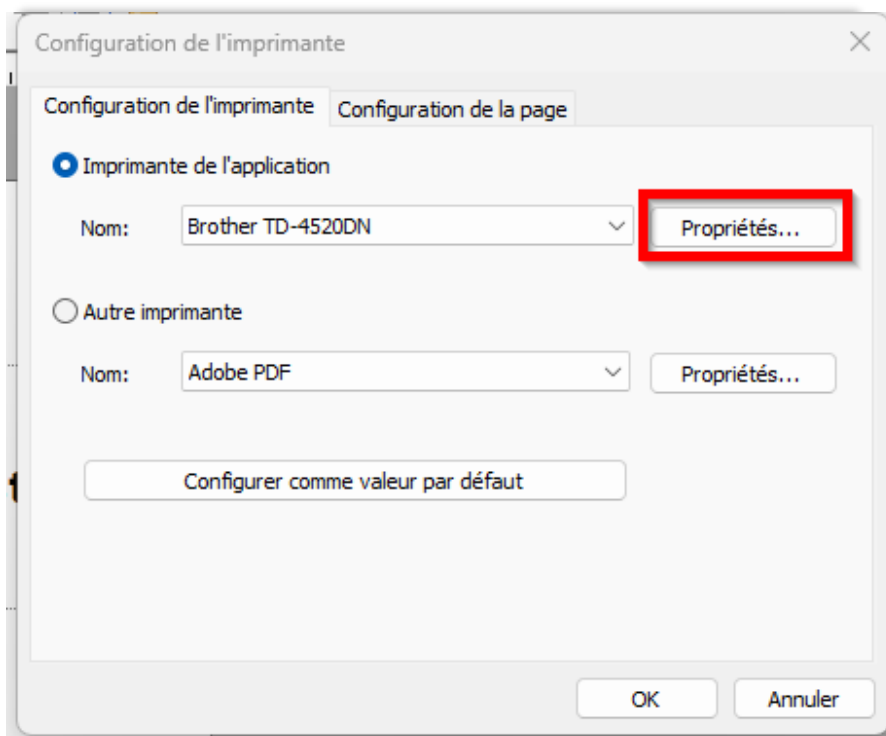 Configuration de l'imprimante
Configuration de l'imprimante Configuration de la page
Imprimante de l'application
Nom: Brother TD-4520DN Propriétés...
Autre imprimante
Nom: Adobe PDF Propriétés...
Configurer comme valeur par défaut
OK Annuler